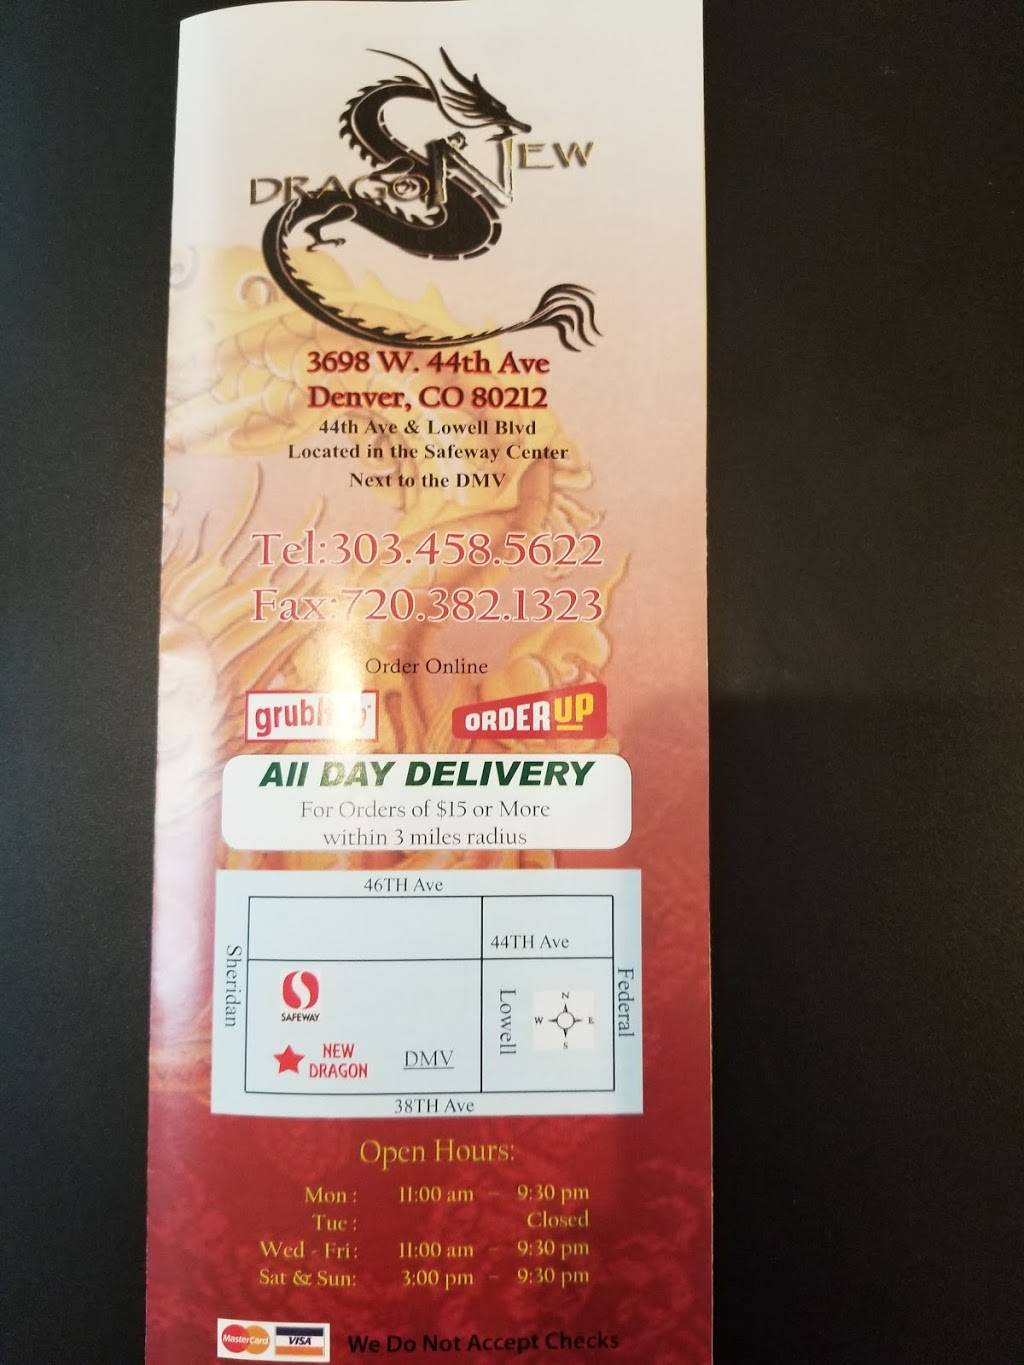 DRAGON NEW
3698 W. 44th Ave
Denver, CO 80212
44th Ave & Lowell Blvd
Located in the Safeway Center
Next to the DMV
Tel:303.458.5622
Fax:720.382.1323
Order Online
grubhub ORDERUP
All DAY DELIVERY
For Orders of $15 or More
within 3 miles radius
46TH Ave
44TH Ave
Sheridan
Federal
Lowell
N
W E
S
SAFEWAY
NEW
DRAGON
DMV
38TH Ave
Open Hours:
Mon : 11:00 am – 9:30 pm
Tue : Closed
Wed - Fri: 11:00 am – 9:30 pm
Sat & Sun: 3:00 pm – 9:30 pm
MasterCard VISA We Do Not Accept Checks